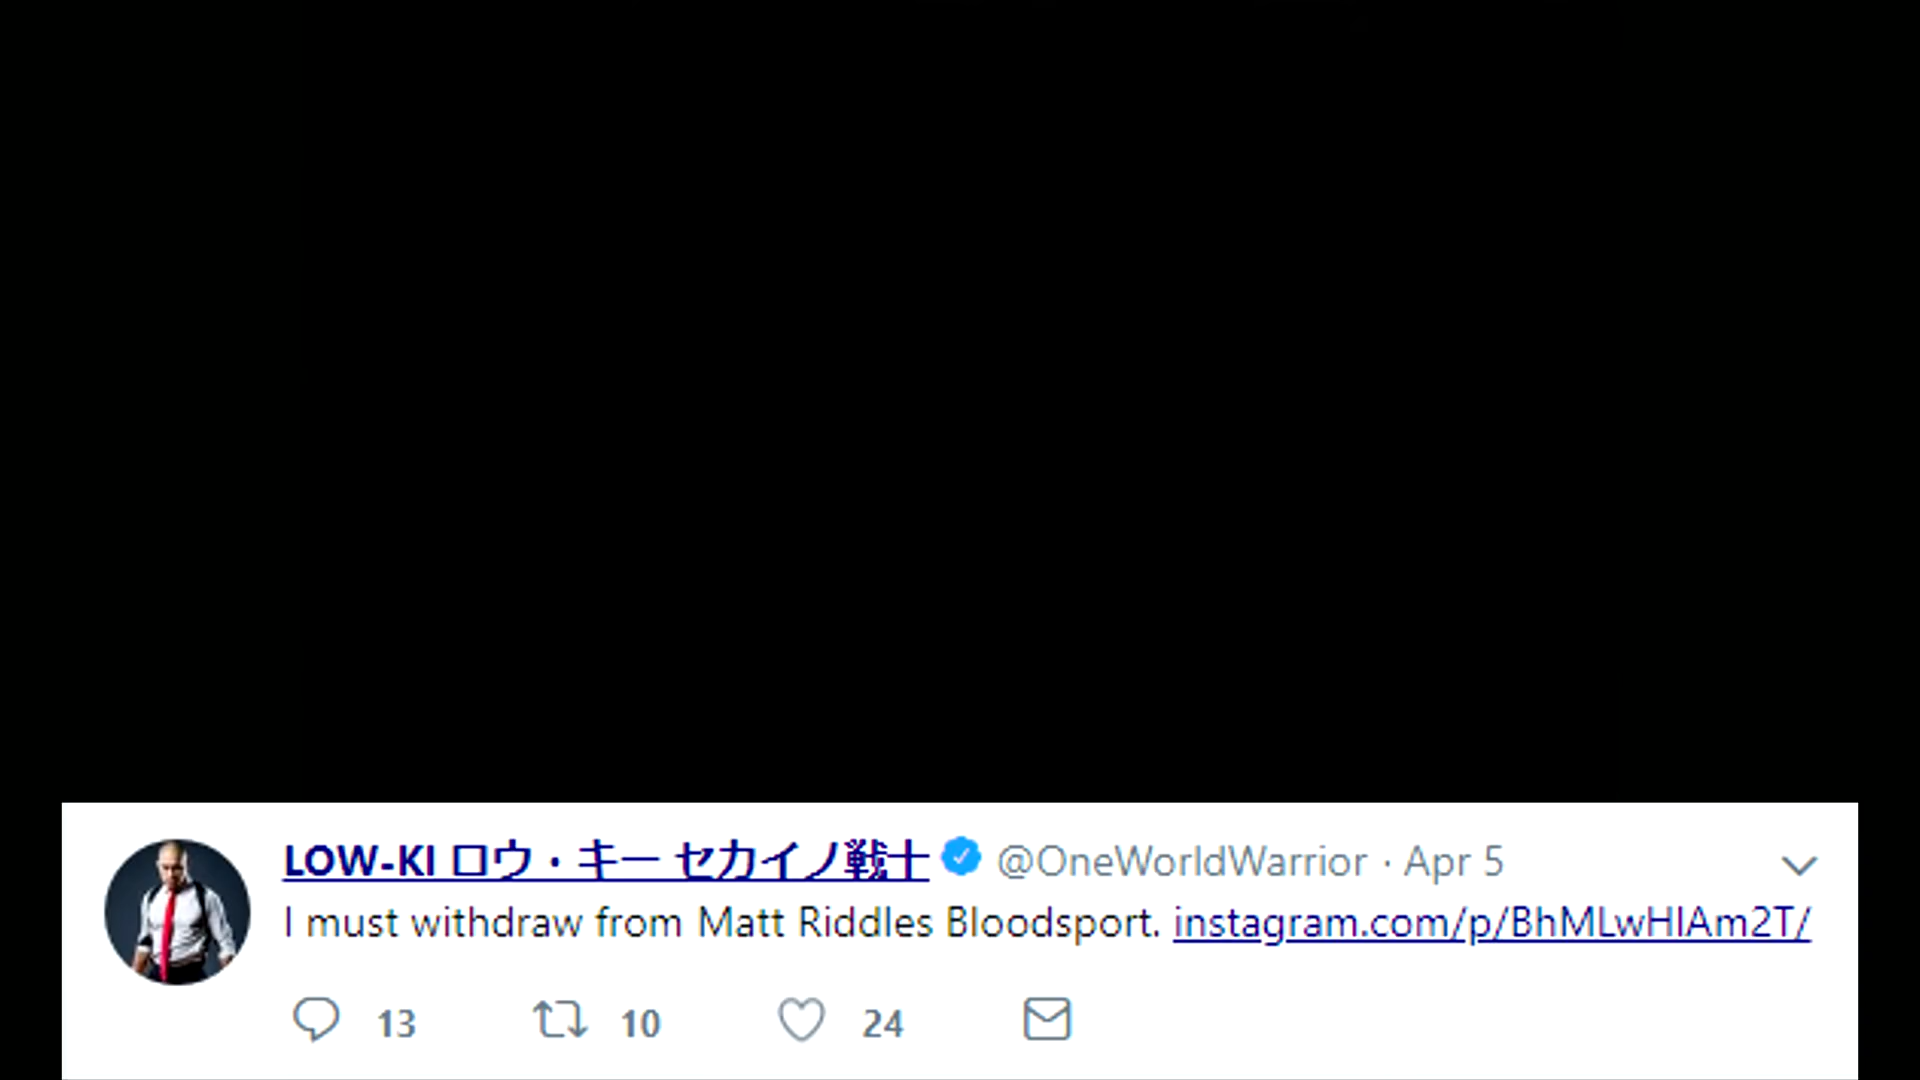 LOW-KI ロウ・キー セカイノ戦士 @OneWorldWarrior · Apr 5
I must withdraw from Matt Riddles Bloodsport. instagram.com/p/BhMLwHlAm2T/
13 10 24